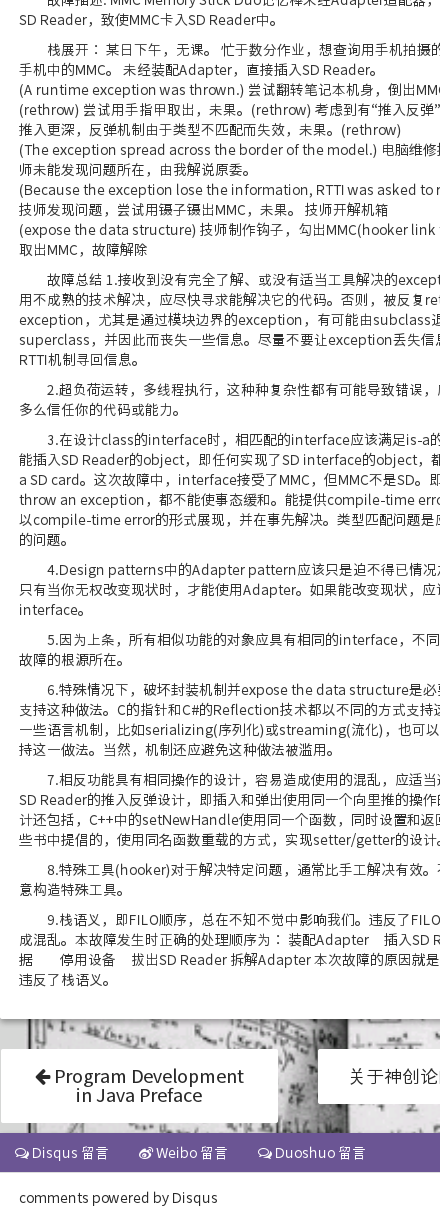 故障描述: MMC Memory Stick Duo记忆棒未经Adapter适配器，
SD Reader，致使MMC卡入SD Reader中。
栈展开： 某日下午，无课。 忙于数分作业，想查询用手机拍摄的
手机中的MMC。 未经装配Adapter，直接插入SD Reader。
(A runtime exception was thrown.) 尝试翻转笔记本机身，倒出MMC
(rethrow) 尝试用手指甲取出，未果。(rethrow) 考虑到有“推入反弹”
推入更深，反弹机制由于类型不匹配而失效，未果。(rethrow)
(The exception spread across the border of the model.) 电脑维修
师未能发现问题所在，由我解说原委。
(Because the exception lose the information, RTTI was asked to
技师发现问题，尝试用镊子镊出MMC，未果。 技师开解机箱
(expose the data structure) 技师制作钩子，勾出MMC(hooker link
取出MMC，故障解除
故障总结 1.接收到没有完全了解、或没有适当工具解决的except
用不成熟的技术解决，应尽快寻求能解决它的代码。否则，被反复ret
exception，尤其是通过模块边界的exception，有可能由subclass退
superclass，并因此而丧失一些信息。尽量不要让exception丢失信息
RTTI机制寻回信息。
2.超负荷运转，多线程执行，这种种复杂性都有可能导致错误，
多么信任你的代码或能力。
3.在设计class的interface时，相匹配的interface应该满足is-a的
能插入SD Reader的object，即任何实现了SD interface的object，都
a SD card。这次故障中，interface接受了MMC，但MMC不是SD。即
throw an exception，都不能使事态缓和。能提供compile-time erro
以compile-time error的形式展现，并在事先解决。类型匹配问题是应
的问题。
4.Design patterns中的Adapter pattern应该只是迫不得已情况
只有当你无权改变现状时，才能使用Adapter。如果能改变现状，应
interface。
5.因为上条，所有相似功能的对象应具有相同的interface，不同
故障的根源所在。
6.特殊情况下，破坏封装机制并expose the data structure是必
支持这种做法。C的指针和C#的Reflection技术都以不同的方式支持这
一些语言机制，比如serializing(序列化)或streaming(流化)，也可以
持这一做法。当然，机制还应避免这种做法被滥用。
7.相反功能具有相同操作的设计，容易造成使用的混乱，应适当
SD Reader的推入反弹设计，即插入和弹出使用同一个向里推的操作的
计还包括，C++中的setNewHandle使用同一个函数，同时设置和返回
些书中提倡的，使用同名函数重载的方式，实现setter/getter的设计。
8.特殊工具(hooker)对于解决特定问题，通常比手工解决有效。
意构造特殊工具。
9.栈语义，即FILO顺序，总在不知不觉中影响我们。违反了FILO
成混乱。本故障发生时正确的处理顺序为： 装配Adapter 插入SD R
据 停用设备 拔出SD Reader 拆解Adapter 本次故障的原因就是
违反了栈语义。
Program Development
in Java Preface
关于神创论
Disqus 留言 Weibo 留言 Duoshuo 留言
comments powered by Disqus